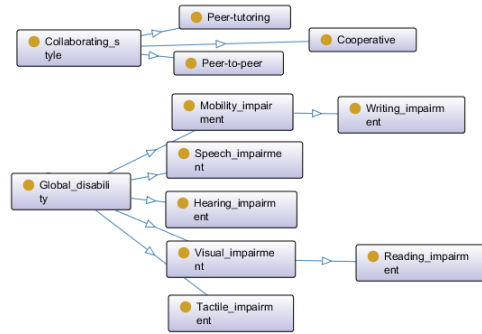 Peer-tutoring
Collaborating_s
tyle
Cooperative
Peer-to-peer
Mobility_impair
ment
Writing_impairm
ent
Speech_impairme
nt
Global_disabili
ty
Hearing_impairm
ent
Visual_impairme
nt
Reading_impairm
ent
Tactile_impairm
ent